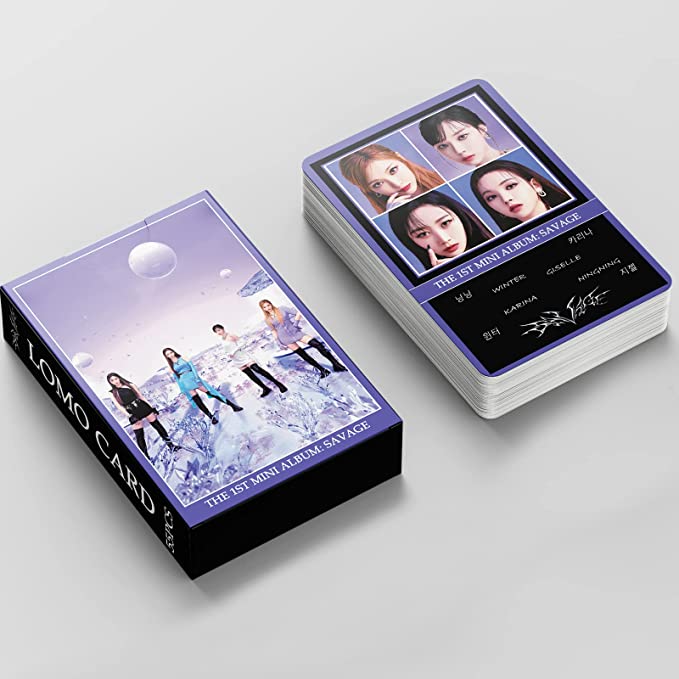 LOMO CARD
55PCS
THE 1ST MINI ALBUM: SAVAGE
THE 1ST MINI ALBUM: SAVAGE
카리나
닝닝 WINTER GISELLE NINGNING 지젤
윈터 KARINA